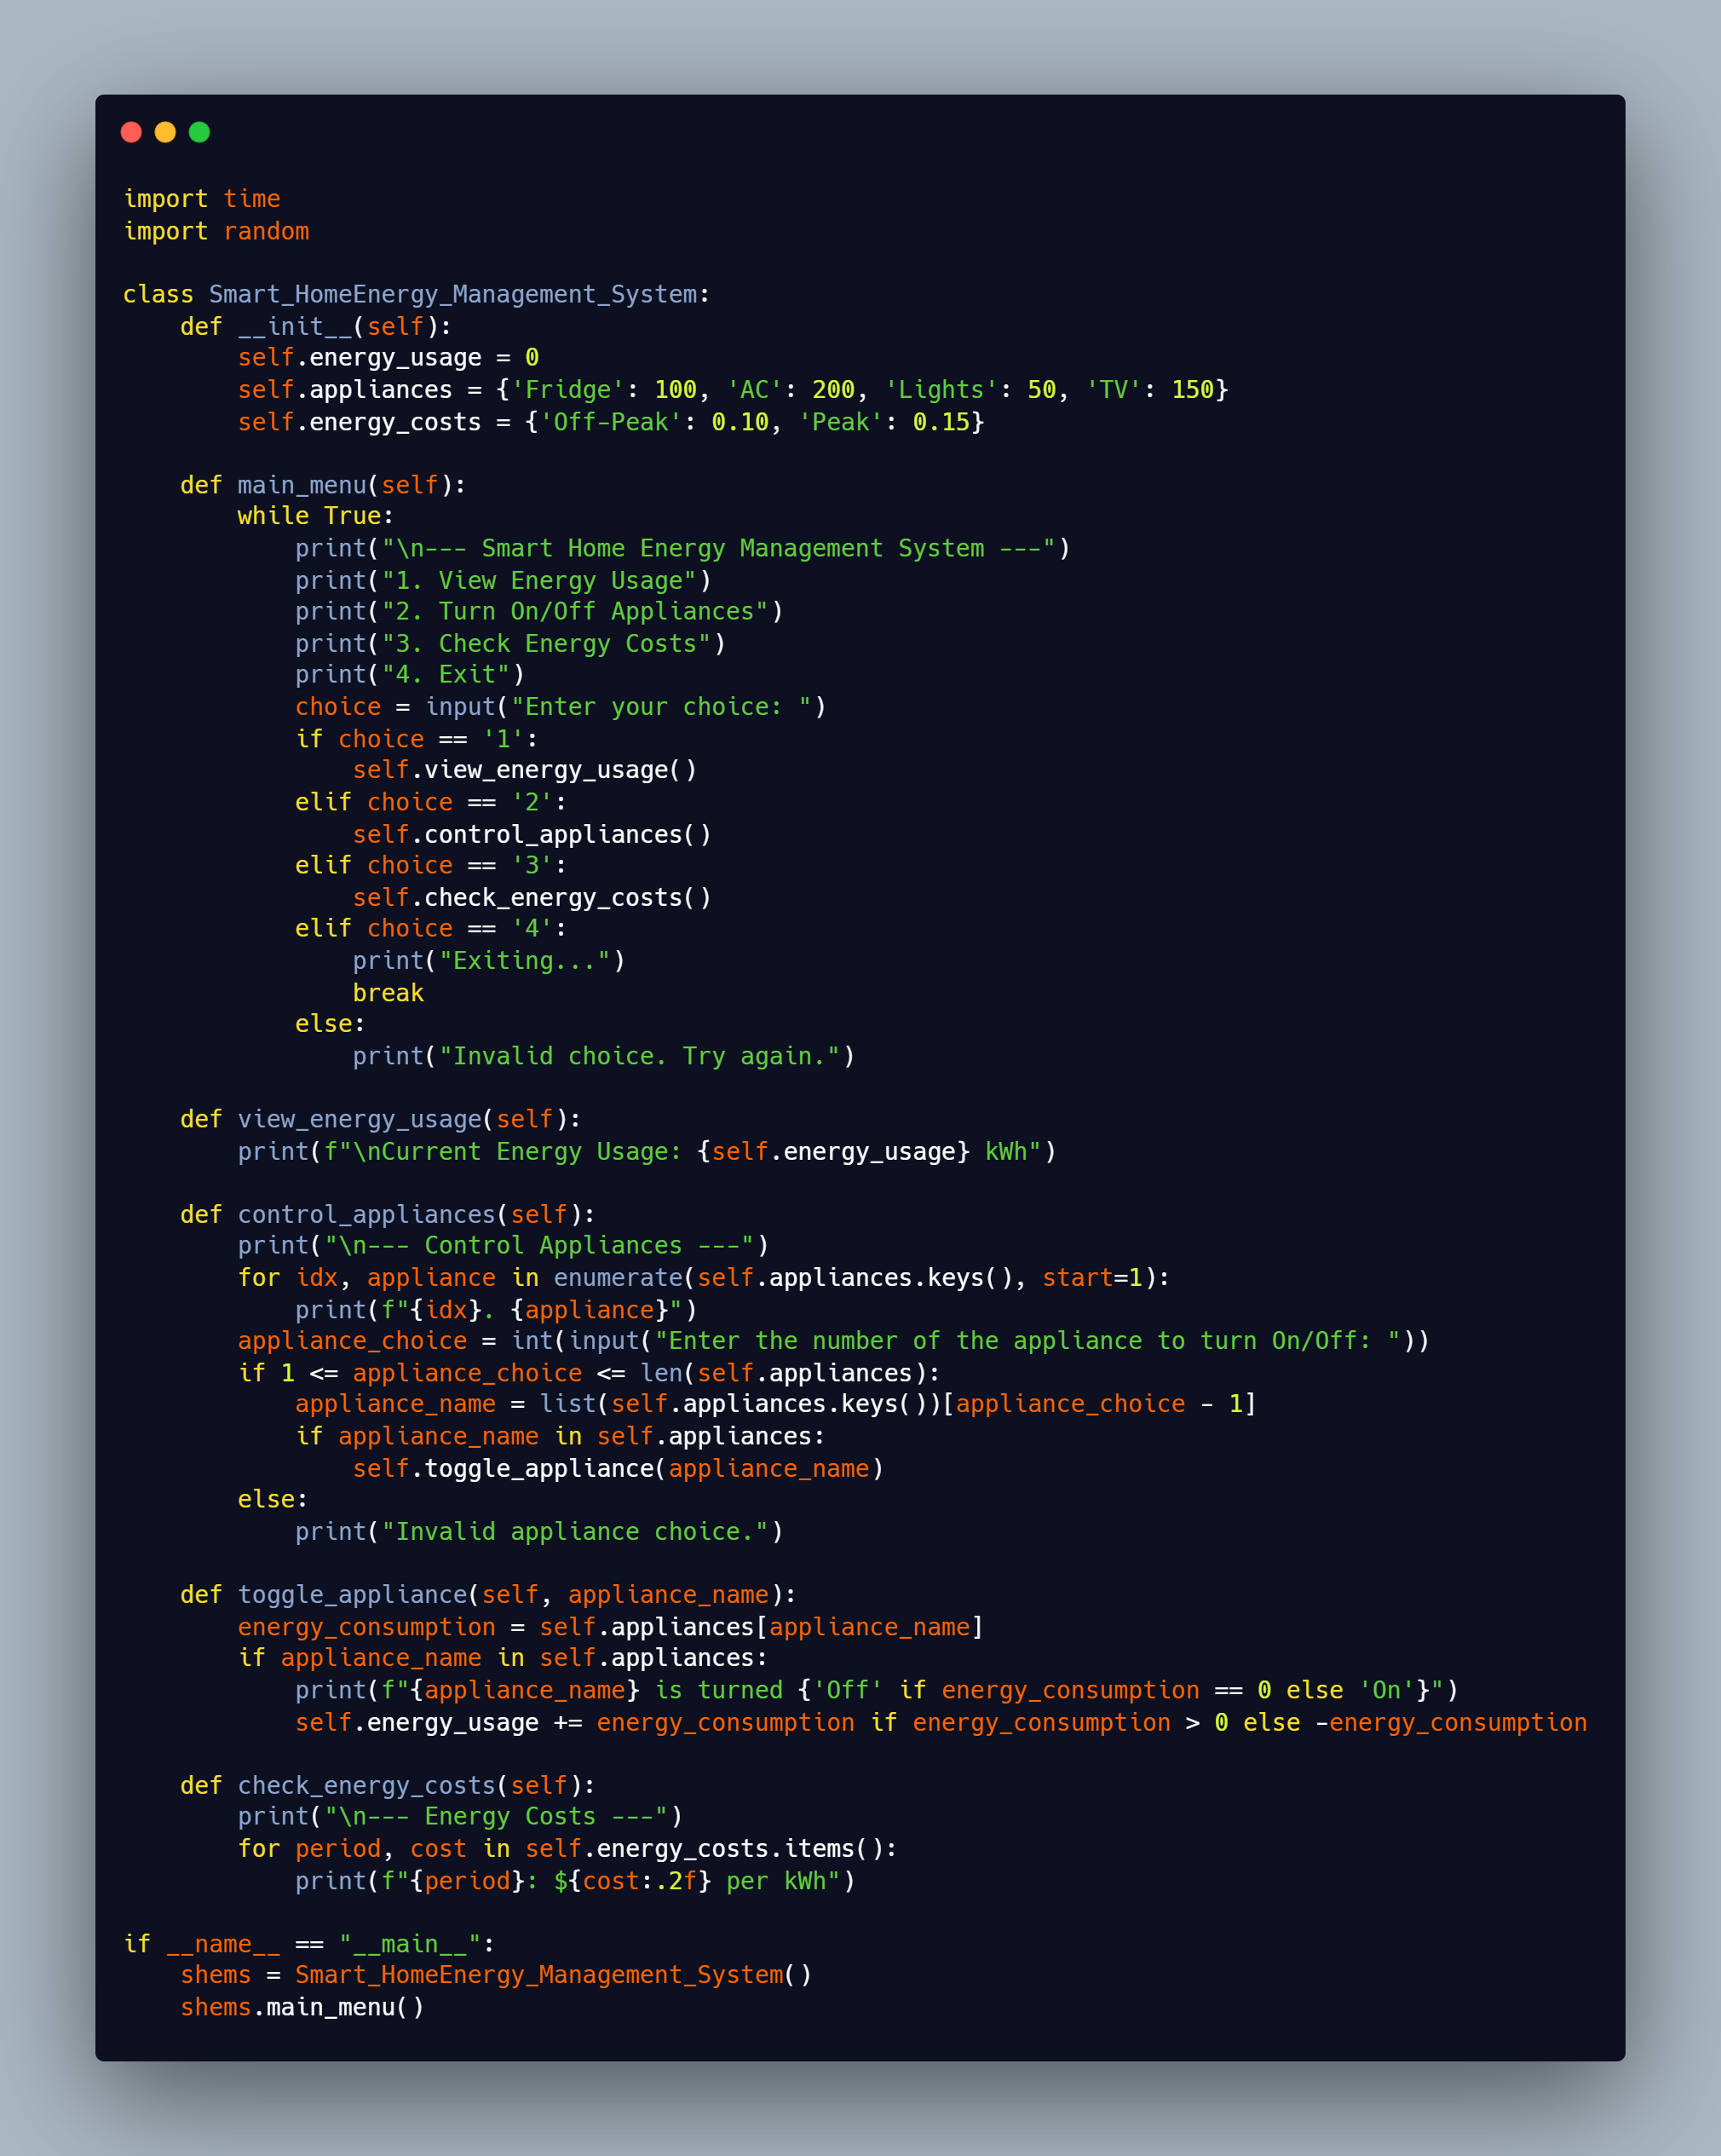 import time
import random

class Smart_HomeEnergy_Management_System:
    def __init__(self):
        self.energy_usage = 0
        self.appliances = {'Fridge': 100, 'AC': 200, 'Lights': 50, 'TV': 150}
        self.energy_costs = {'Off-Peak': 0.10, 'Peak': 0.15}

    def main_menu(self):
        while True:
            print("\n--- Smart Home Energy Management System ---")
            print("1. View Energy Usage")
            print("2. Turn On/Off Appliances")
            print("3. Check Energy Costs")
            print("4. Exit")
            choice = input("Enter your choice: ")
            if choice == '1':
                self.view_energy_usage()
            elif choice == '2':
                self.control_appliances()
            elif choice == '3':
                self.check_energy_costs()
            elif choice == '4':
                print("Exiting...")
                break
            else:
                print("Invalid choice. Try again.")

    def view_energy_usage(self):
        print(f"\nCurrent Energy Usage: {self.energy_usage} kWh")

    def control_appliances(self):
        print("\n--- Control Appliances ---")
        for idx, appliance in enumerate(self.appliances.keys(), start=1):
            print(f"{idx}. {appliance}")
        appliance_choice = int(input("Enter the number of the appliance to turn On/Off: "))
        if 1 <= appliance_choice <= len(self.appliances):
            appliance_name = list(self.appliances.keys())[appliance_choice - 1]
            if appliance_name in self.appliances:
                self.toggle_appliance(appliance_name)
        else:
            print("Invalid appliance choice.")

    def toggle_appliance(self, appliance_name):
        energy_consumption = self.appliances[appliance_name]
        if appliance_name in self.appliances:
            print(f"{appliance_name} is turned {'Off' if energy_consumption == 0 else 'On'}")
            self.energy_usage += energy_consumption if energy_consumption > 0 else -energy_consumption

    def check_energy_costs(self):
        print("\n--- Energy Costs ---")
        for period, cost in self.energy_costs.items():
            print(f"{period}: ${cost:.2f} per kWh")

if __name__ == "__main__":
    shems = Smart_HomeEnergy_Management_System()
    shems.main_menu()